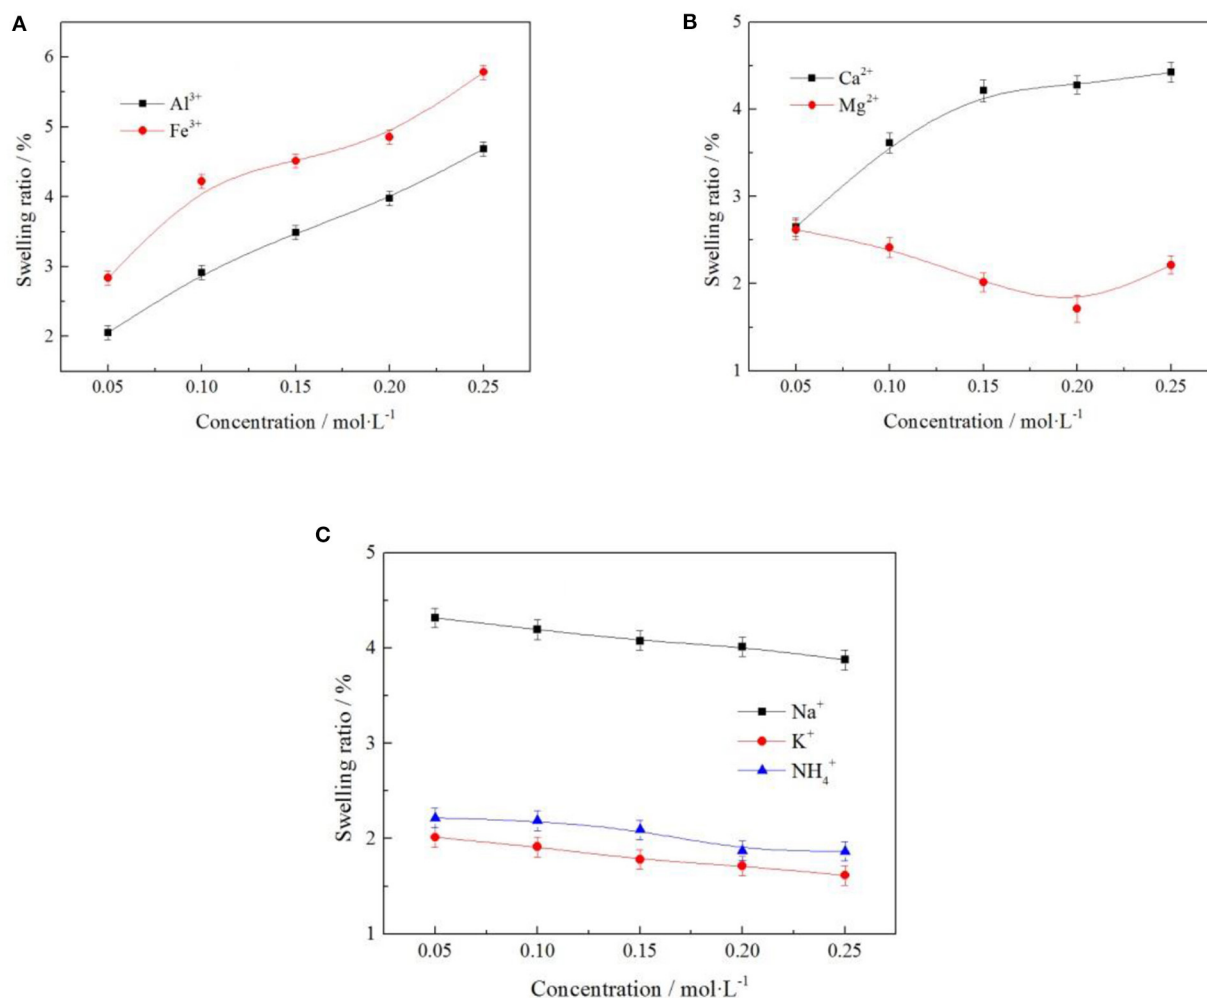 A
6
5
4
3
2
Al³⁺
Fe³⁺
Swelling ratio / %
0.05 0.10 0.15 0.20 0.25
Concentration / mol·L⁻¹
B
5
4
3
2
1
Ca²⁺
Mg²⁺
Swelling ratio / %
0.05 0.10 0.15 0.20 0.25
Concentration / mol·L⁻¹
C
5
4
3
2
1
Na⁺
K⁺
NH₄⁺
Swelling ratio / %
0.05 0.10 0.15 0.20 0.25
Concentration / mol·L⁻¹